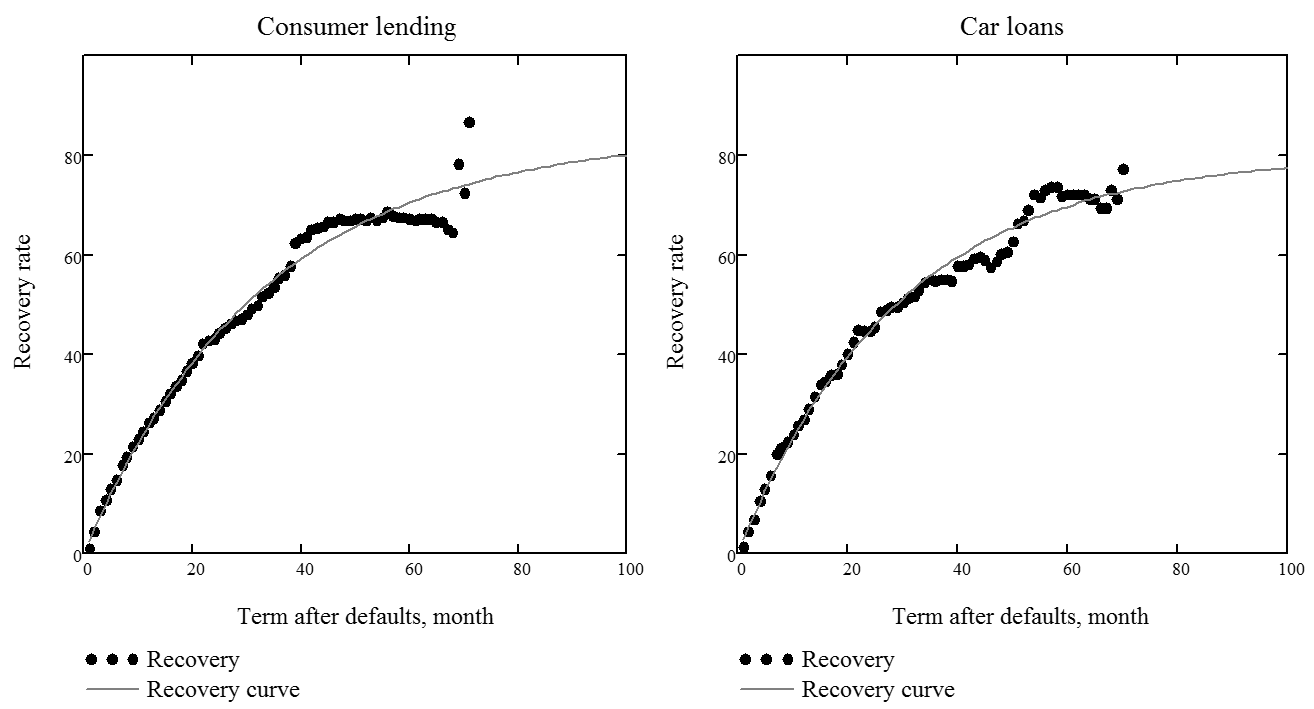 Consumer lending
Recovery rate
80
60
40
20
0
0 20 40 60 80 100
Term after defaults, month
Recovery
Recovery curve
Car loans
Recovery rate
80
60
40
20
0
0 20 40 60 80 100
Term after defaults, month
Recovery
Recovery curve